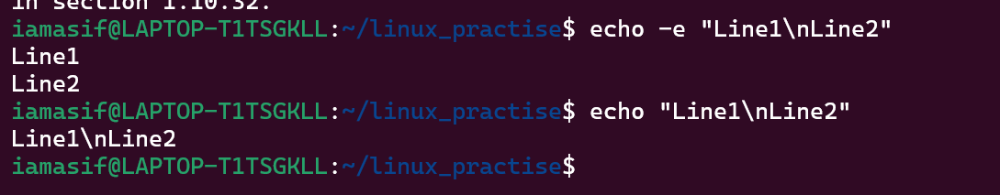 in section 1.10.32.
iamasif@LAPTOP-T1TSGKLL:~/linux_practise$ echo -e "Line1\nLine2"
Line1
Line2
iamasif@LAPTOP-T1TSGKLL:~/linux_practise$ echo "Line1\nLine2"
Line1\nLine2
iamasif@LAPTOP-T1TSGKLL:~/linux_practise$